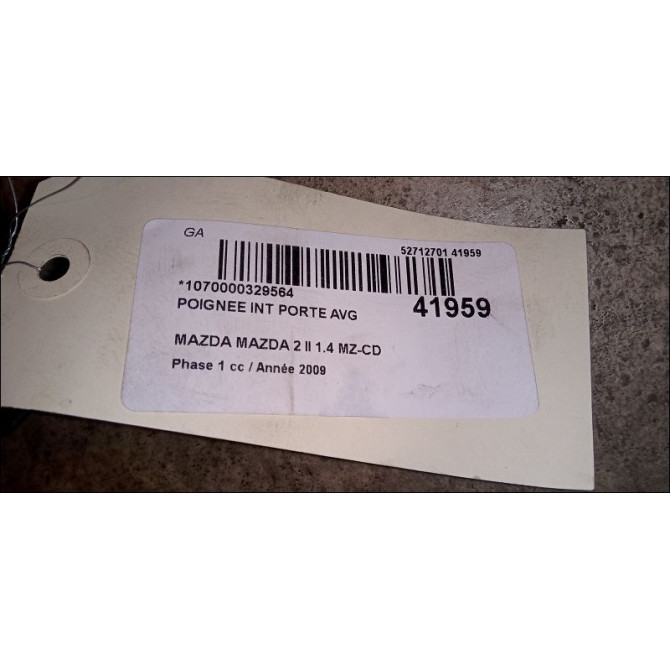 GA
52712701 41959
*1070000329564
41959
POIGNEE INT PORTE AVG
MAZDA MAZDA 2 II 1.4 MZ-CD
Phase 1 cc / Année 2009